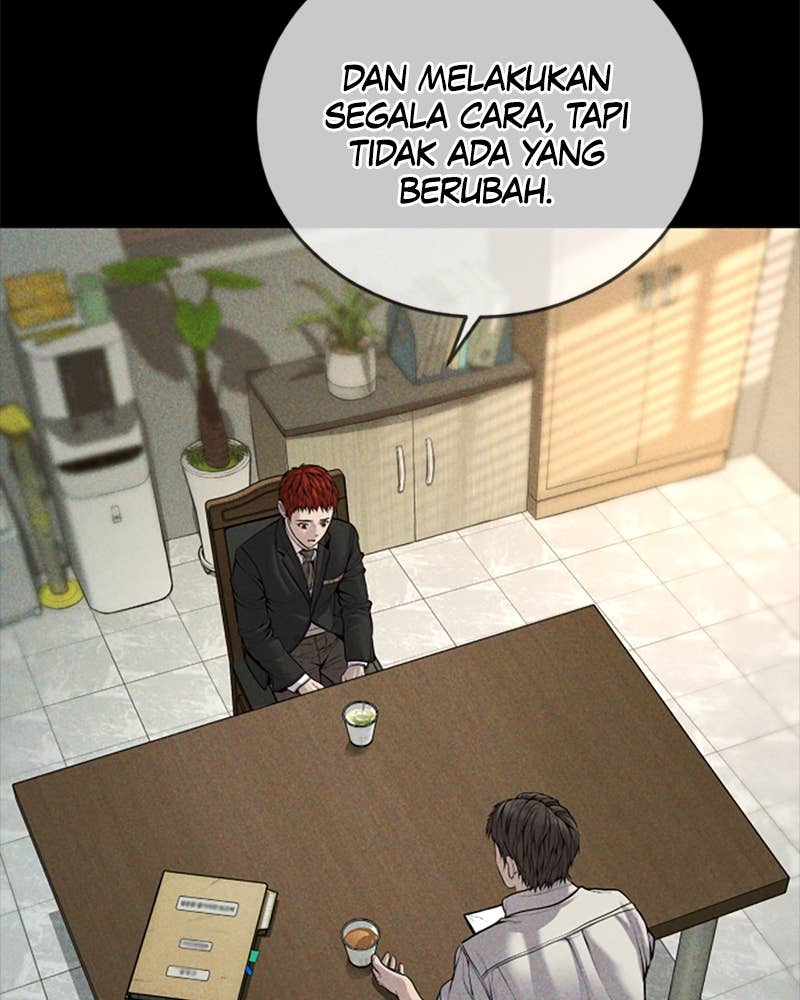 DAN MELAKUKAN
SEGALA CARA, TAPI
TIDAK ADA YANG
BERUBAH.